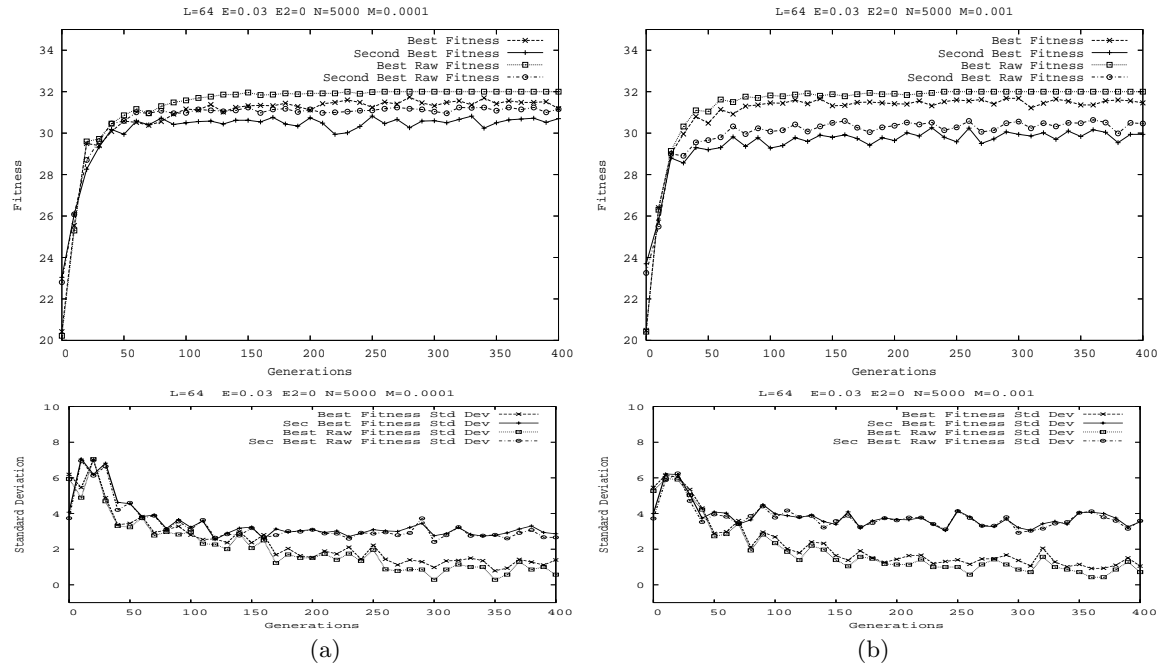 L=64 E=0.03 E2=0 N=5000 M=0.0001
Best Fitness
Second Best Fitness
Best Raw Fitness
Second Best Raw Fitness
Fitness
34
32
30
28
26
24
22
20
0 50 100 150 200 250 300 350 400
Generations
L=64 E=0.03 E2=0 N=5000 M=0.001
Best Fitness
Second Best Fitness
Best Raw Fitness
Second Best Raw Fitness
Fitness
34
32
30
28
26
24
22
20
0 50 100 150 200 250 300 350 400
Generations
L=64 E=0.03 E2=0 N=5000 M=0.0001
Best Fitness Std Dev
Sec Best Fitness Std Dev
Best Raw Fitness Std Dev
Sec Best Raw Fitness Std Dev
Standard Deviation
10
8
6
4
2
0
0 50 100 150 200 250 300 350 400
Generations
(a)
L=64 E=0.03 E2=0 N=5000 M=0.001
Best Fitness Std Dev
Sec Best Fitness Std Dev
Best Raw Fitness Std Dev
Sec Best Raw Fitness Std Dev
Standard Deviation
10
8
6
4
2
0
0 50 100 150 200 250 300 350 400
Generations
(b)